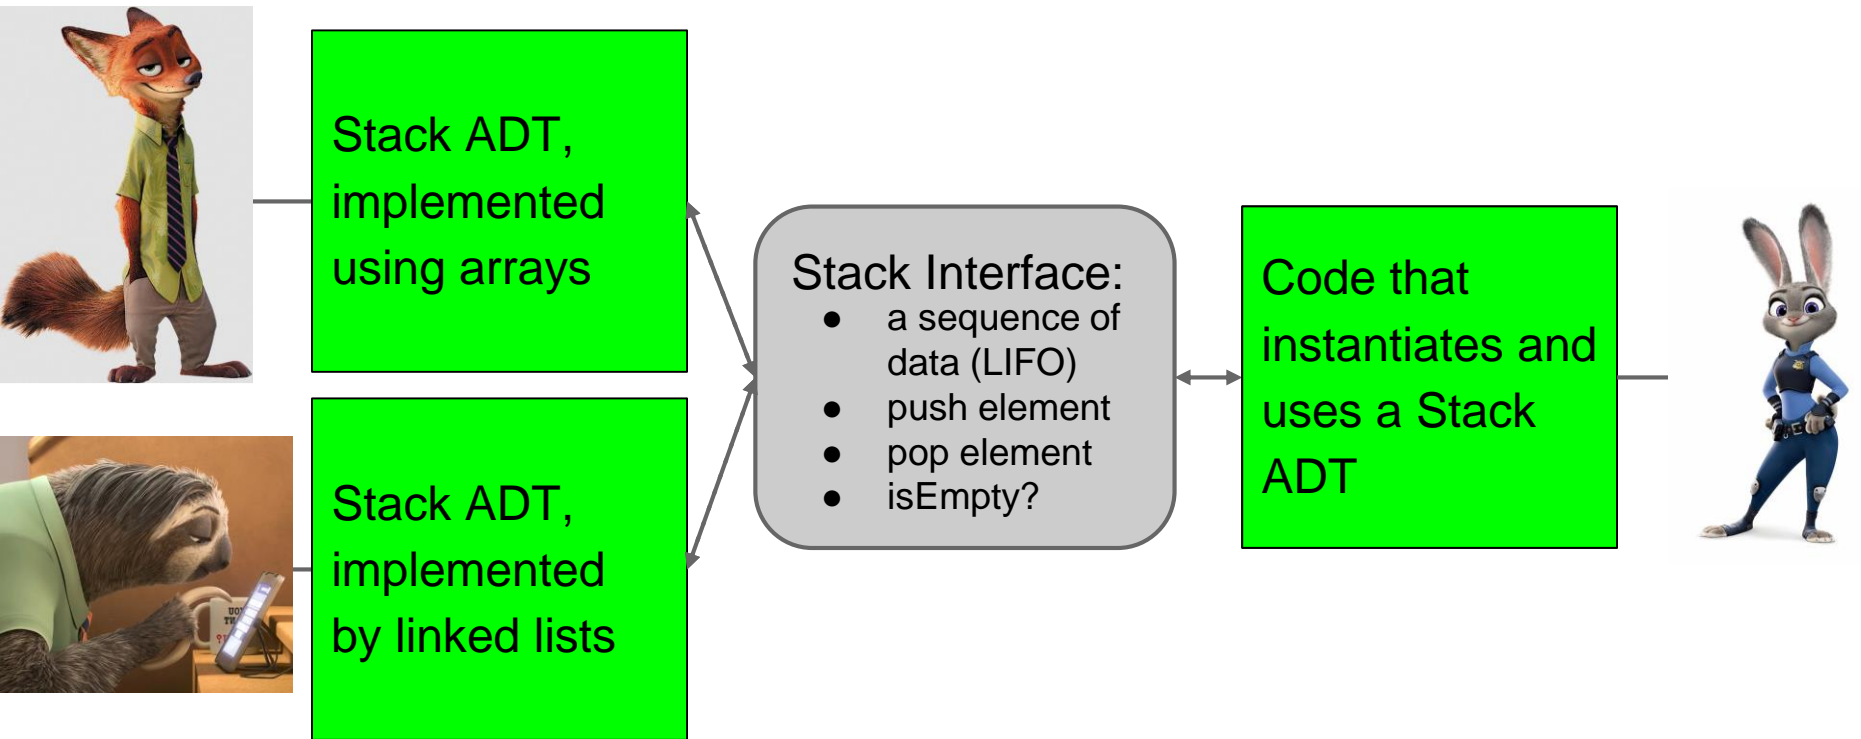 Stack ADT,
implemented
using arrays
Stack ADT,
implemented
by linked lists
Stack Interface:
● a sequence of
data (LIFO)
● push element
● pop element
● isEmpty?
Code that
instantiates and
uses a Stack
ADT